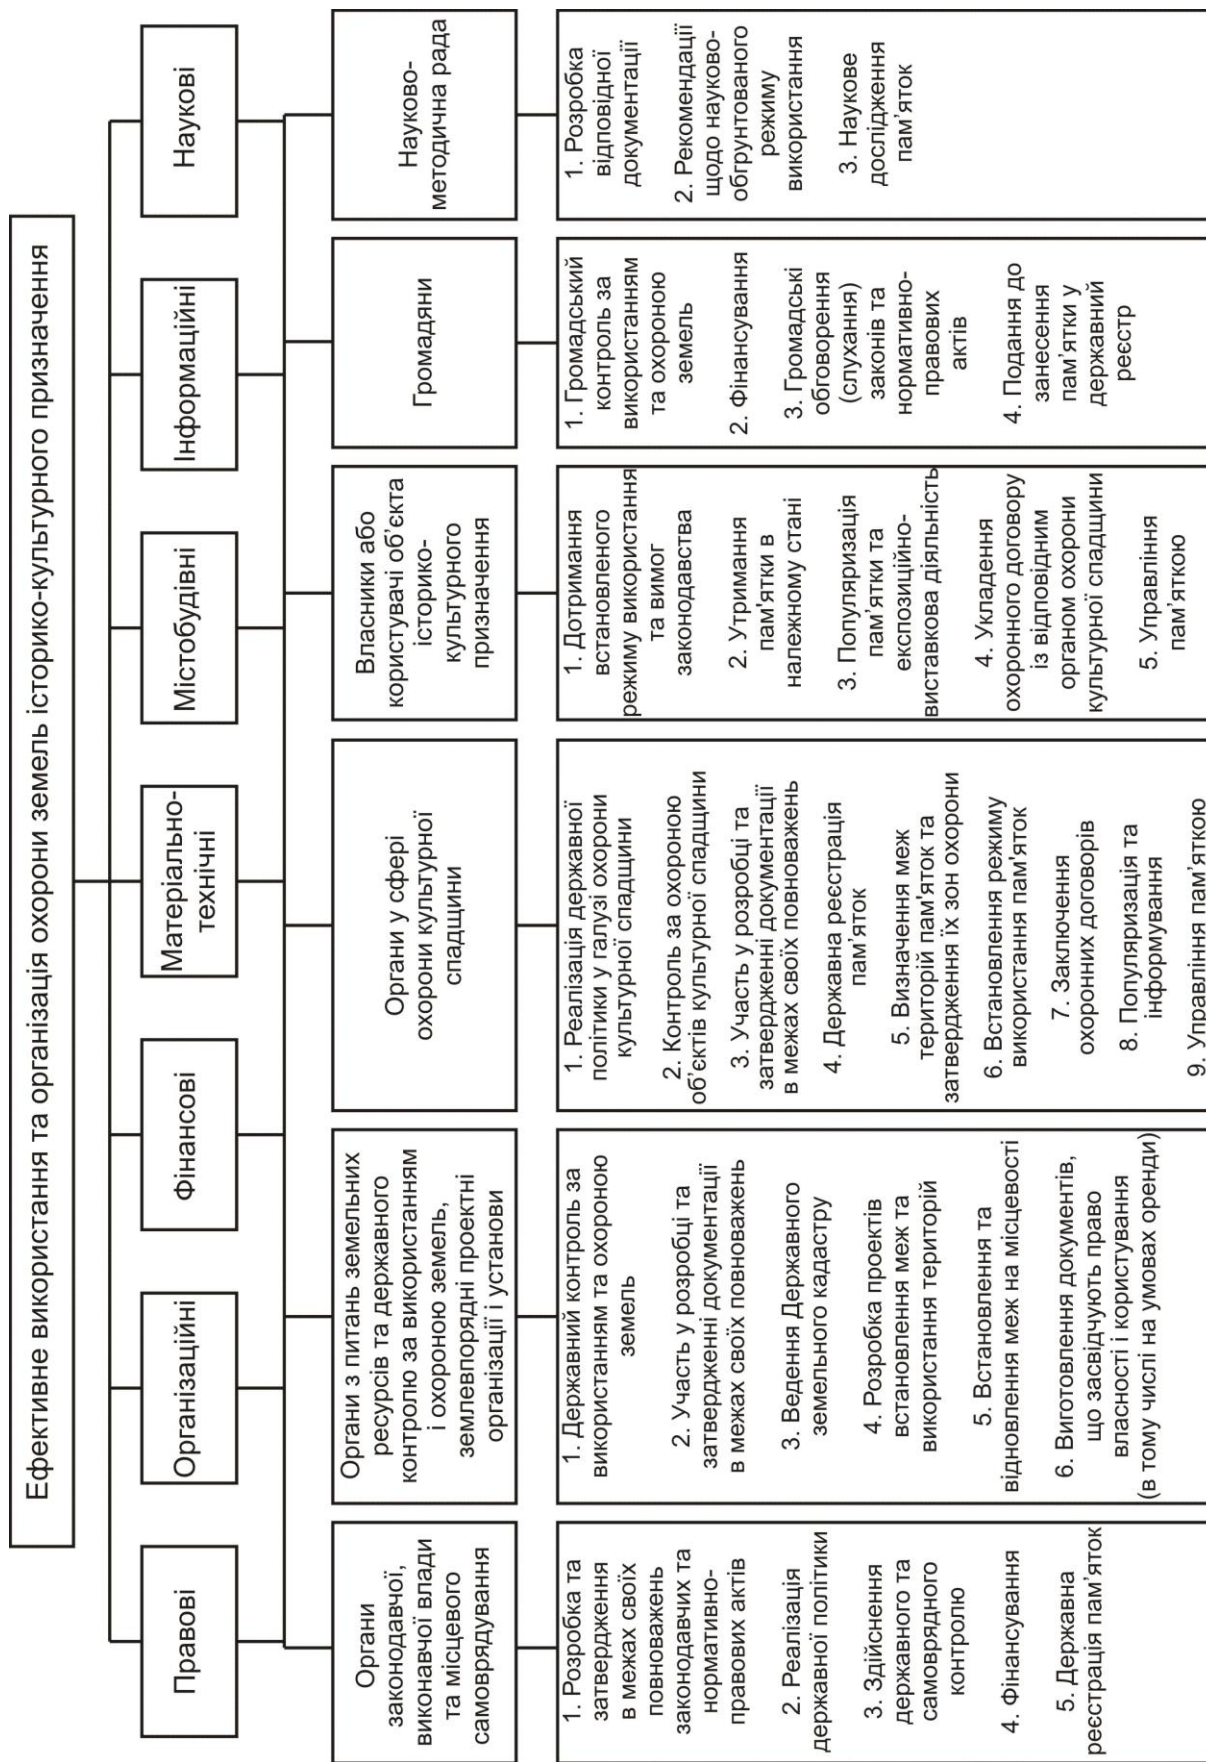 Ефективне використання та організація охорони земель історико-культурного призначення
Правові
Організаційні
Фінансові
Матеріально-
технічні
Містобудівні
Інформаційні
Наукові
Органи
законодавчої,
виконавчої влади
та місцевого
самоврядування
Органи з питань земельних
ресурсів та державного
контролю за використанням
і охороною земель,
землевпорядні проектні
організації і установи
Органи у сфері
охорони культурної
спадщини
Власники або
користувачі об’єкта
історико-
культурного
призначення
Громадяни
Науково-
методична рада
1. Розробка та
затвердження
в межах своїх
повноважень
законодавчих та
нормативно-
правових актів
2. Реалізація
державної політики
3. Здійснення
державного та
самоврядного
контролю
4. Фінансування
5. Державна
реєстрація пам’яток
1. Державний контроль за
використанням та охороною
земель
2. Участь у розробці та
затвердженні документації
в межах своїх повноважень
3. Ведення Державного
земельного кадастру
4. Розробка проектів
встановлення меж та
використання територій
5. Встановлення та
відновлення меж на місцевості
6. Виготовлення документів,
що засвідчують право
власності і користування
(в тому числі на умовах оренди)
1. Реалізація державної
політики у галузі охорони
культурної спадщини
2. Контроль за охороною
об’єктів культурної спадщини
3. Участь у розробці та
затвердженні документації
в межах своїх повноважень
4. Державна реєстрація
пам’яток
5. Визначення меж
територій пам’яток та
затвердження їх зон охорони
6. Встановлення режиму
використання пам’яток
7. Заключення
охоронних договорів
8. Популяризація та
інформування
9. Управління пам’яткою
1. Дотримання
встановленого
режиму використання
та вимог
законодавства
2. Утримання
пам’ятки в
належному стані
3. Популяризація
пам’ятки та
експозиційно-
виставкова діяльність
4. Укладення
охоронного договору
із відповідним
органом охорони
культурної спадщини
5. Управління
пам’яткою
1. Громадський
контроль за
використанням
та охороною
земель
2. Фінансування
3. Громадські
обговорення
(слухання)
законів та
нормативно-
правових
актів
4. Подання до
занесення
пам’ятки у
державний
реєстр
1. Розробка
відповідної
документації
2. Рекомендації
щодо науково-
обгрунтованого
режиму
використання
3. Наукове
дослідження
пам’яток